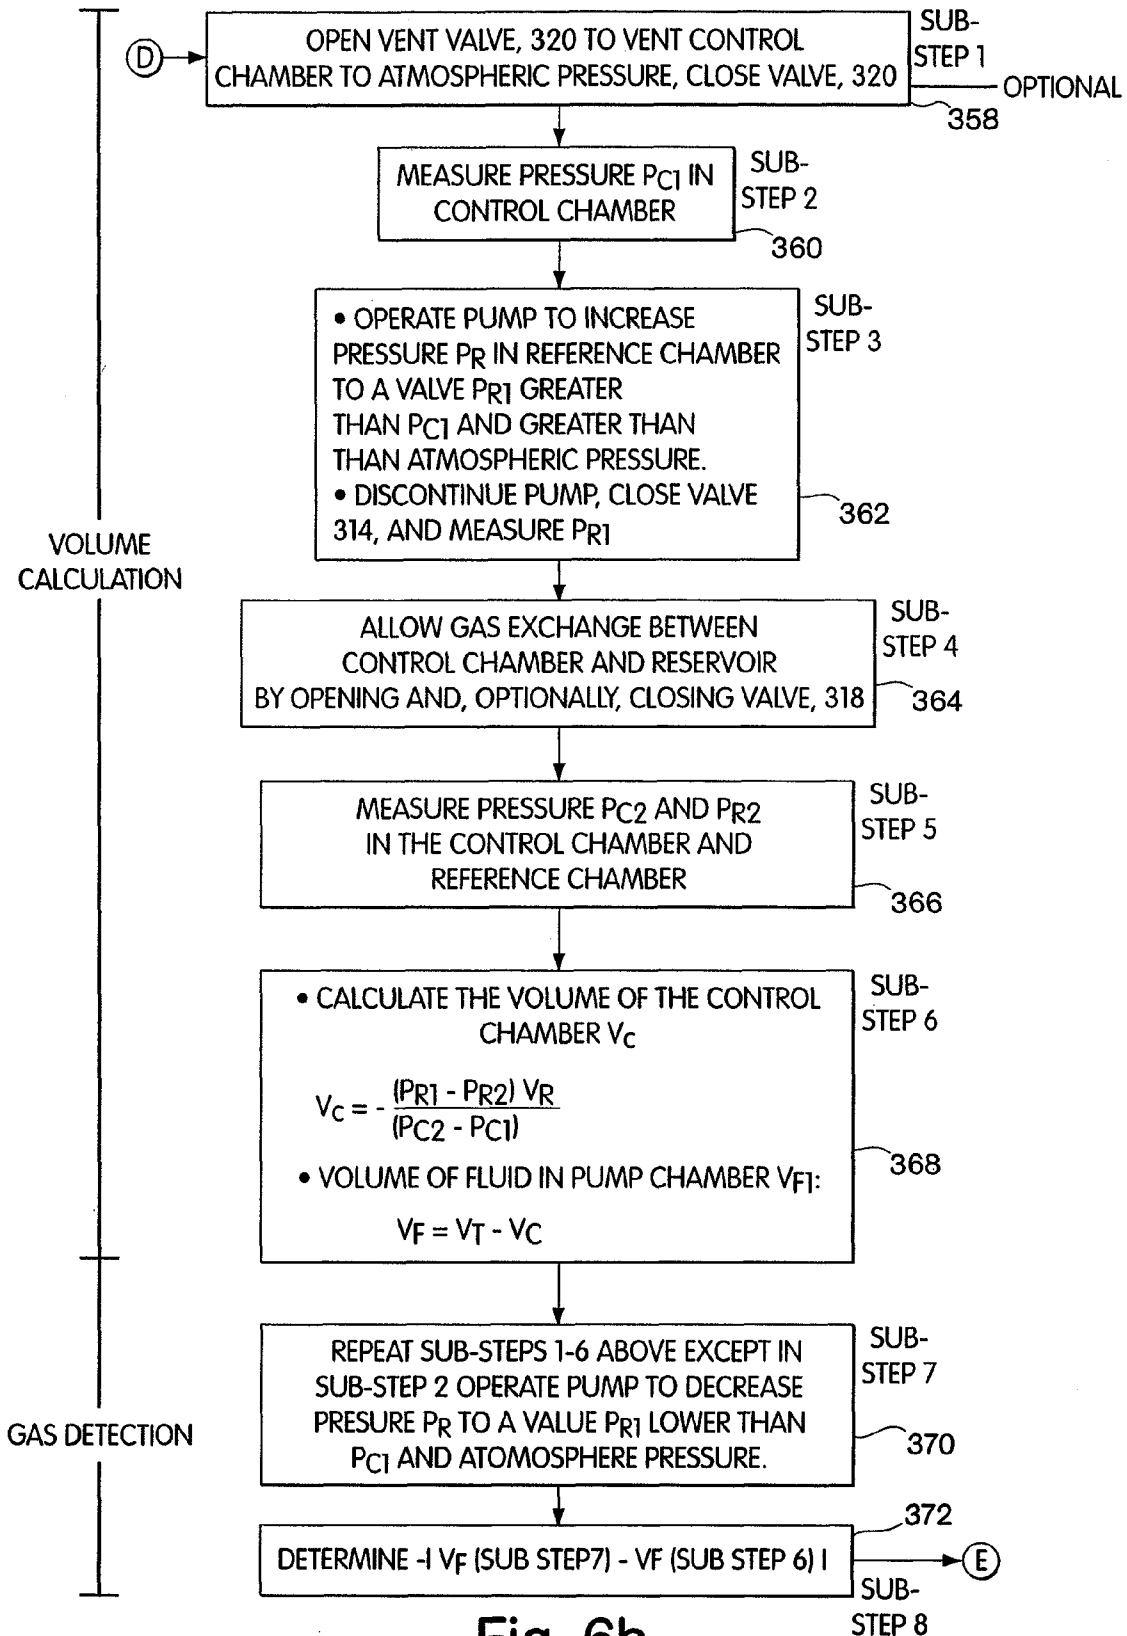 D
OPEN VENT VALVE, 320 TO VENT CONTROL
CHAMBER TO ATMOSPHERIC PRESSURE, CLOSE VALVE, 320
SUB-
STEP 1
OPTIONAL
358
MEASURE PRESSURE PC1 IN
CONTROL CHAMBER
SUB-
STEP 2
360
• OPERATE PUMP TO INCREASE
PRESSURE PR IN REFERENCE CHAMBER
TO A VALVE PR1 GREATER
THAN PC1 AND GREATER THAN
THAN ATMOSPHERIC PRESSURE.
• DISCONTINUE PUMP, CLOSE VALVE
314, AND MEASURE PR1
SUB-
STEP 3
362
VOLUME
CALCULATION
ALLOW GAS EXCHANGE BETWEEN
CONTROL CHAMBER AND RESERVOIR
BY OPENING AND, OPTIONALLY, CLOSING VALVE, 318
SUB-
STEP 4
364
MEASURE PRESSURE PC2 AND PR2
IN THE CONTROL CHAMBER AND
REFERENCE CHAMBER
SUB-
STEP 5
366
• CALCULATE THE VOLUME OF THE CONTROL
CHAMBER VC
VC = - (PR1 - PR2) VR
(PC2 - PC1)
• VOLUME OF FLUID IN PUMP CHAMBER VF1:
VF = VT - VC
SUB-
STEP 6
368
GAS DETECTION
REPEAT SUB-STEPS 1-6 ABOVE EXCEPT IN
SUB-STEP 2 OPERATE PUMP TO DECREASE
PRESURE PR TO A VALUE PR1 LOWER THAN
PC1 AND ATOMOSPHERE PRESSURE.
SUB-
STEP 7
370
DETERMINE -I VF (SUB STEP7) - VF (SUB STEP 6) I
372
E
SUB-
STEP 8
Fig. 6b